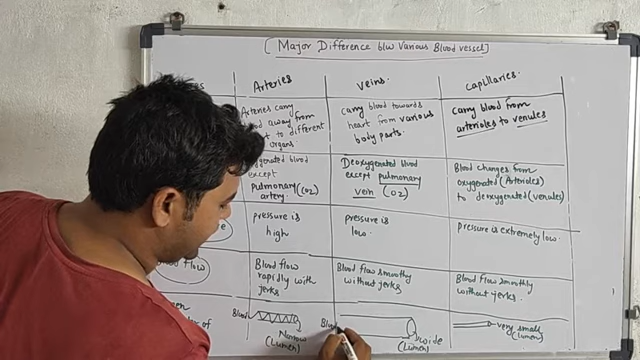 [ Major Difference b/w Various Blood vessel ]
Arteries
veins
capillaries.
Arteries carry
away from
to different
organs
carry blood towards
heart from various
body parts.
carry blood from
arterioles to venules
blood
except
pulmonary
artery. (CO2)
Deoxygenated blood
except pulmonary
vein (O2)
Blood changes from
oxygenated (Arterioles)
to deoxygenated (venules)
pressure is
high
pressure is
low.
pressure is extremely low.
flow
Blood flow
rapidly with
jerks
Blood flow smoothly
without jerks
Blood flow smoothly
without jerks.
of
Blood
Narrow
(Lumen)
Blood
wide
(Lumen)
very small
(lumen)